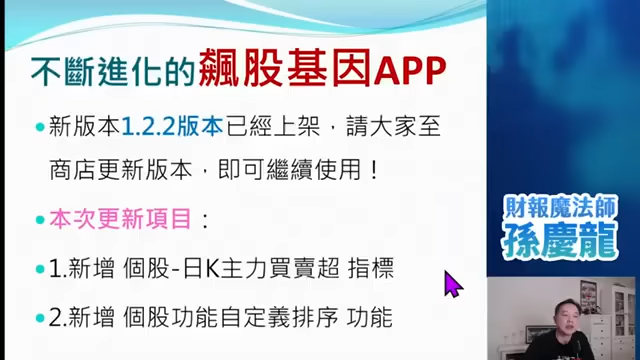 不斷進化的飆股基因APP
•新版本1.2.2版本已經上架，請大家至
商店更新版本，即可繼續使用！
•本次更新項目：
•1.新增 個股-日K主力買賣超 指標
•2.新增 個股功能自定義排序 功能
財報魔法師
孫慶龍